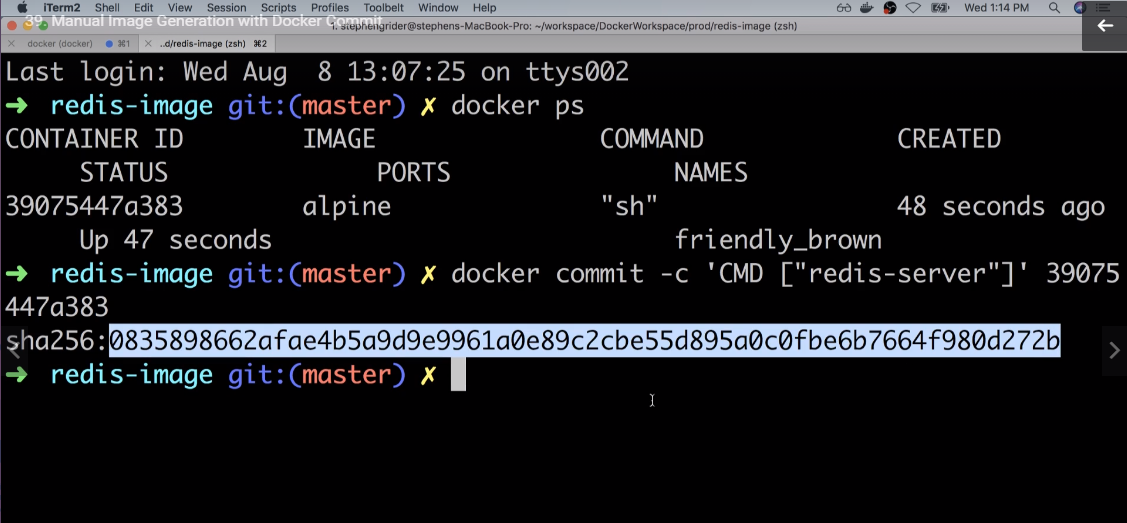 iTerm2 Shell Edit View Session Scripts Profiles Toolbelt Window Help Wed 1:14 PM
39. Manual Image Generation with Docker Commit
1. stephengrider@stephens-MacBook-Pro: ~/workspace/DockerWorkspace/prod/redis-image (zsh)
× docker (docker) ● ⌘1 × ..d/redis-image (zsh) ⌘2
Last login: Wed Aug  8 13:07:25 on ttys002
➜  redis-image git:(master) ✗ docker ps
CONTAINER ID        IMAGE               COMMAND             CREATED
     STATUS              PORTS               NAMES
39075447a383        alpine              "sh"                48 seconds ago
     Up 47 seconds                           friendly_brown
➜  redis-image git:(master) ✗ docker commit -c 'CMD ["redis-server"]' 39075
447a383
sha256:0835898662afae4b5a9d9e9961a0e89c2cbe55d895a0c0fbe6b7664f980d272b
➜  redis-image git:(master) ✗